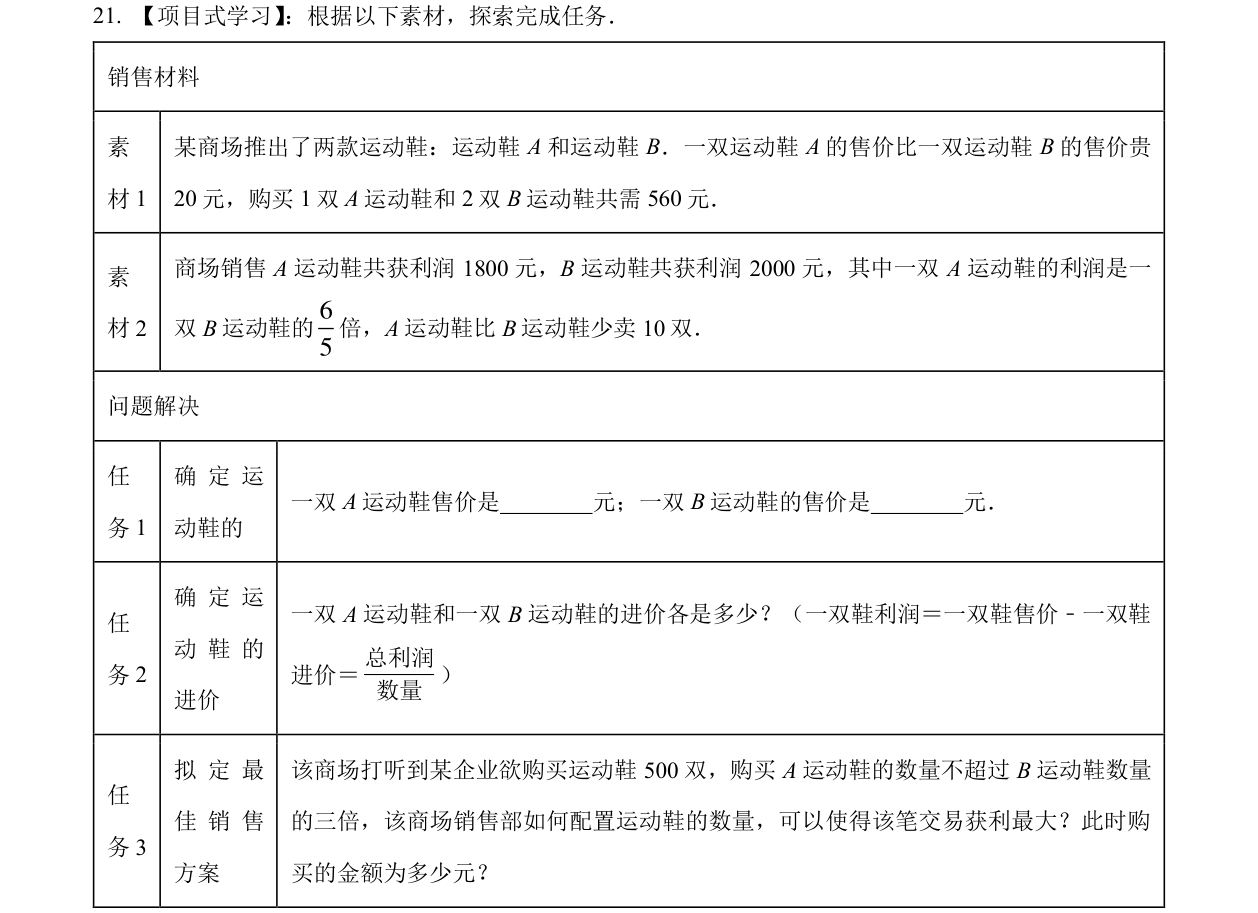 21. 【项目式学习】：根据以下素材，探索完成任务．
销售材料
素
材 1
某商场推出了两款运动鞋：运动鞋 A 和运动鞋 B．一双运动鞋 A 的售价比一双运动鞋 B 的售价贵
20 元，购买 1 双 A 运动鞋和 2 双 B 运动鞋共需 560 元．
素
材 2
商场销售 A 运动鞋共获利润 1800 元，B 运动鞋共获利润 2000 元，其中一双 A 运动鞋的利润是一
双 B 运动鞋的 6/5 倍，A 运动鞋比 B 运动鞋少卖 10 双．
问题解决
任
务 1
确定运
动鞋的
一双 A 运动鞋售价是________元；一双 B 运动鞋的售价是________元．
任
务 2
确定运
动鞋的
进价
一双 A 运动鞋和一双 B 运动鞋的进价各是多少？（一双鞋利润＝一双鞋售价﹣一双鞋
进价＝总利润/数量）
任
务 3
拟定最
佳销售
方案
该商场打听到某企业欲购买运动鞋 500 双，购买 A 运动鞋的数量不超过 B 运动鞋数量
的三倍，该商场销售部如何配置运动鞋的数量，可以使得该笔交易获利最大？此时购
买的金额为多少元？